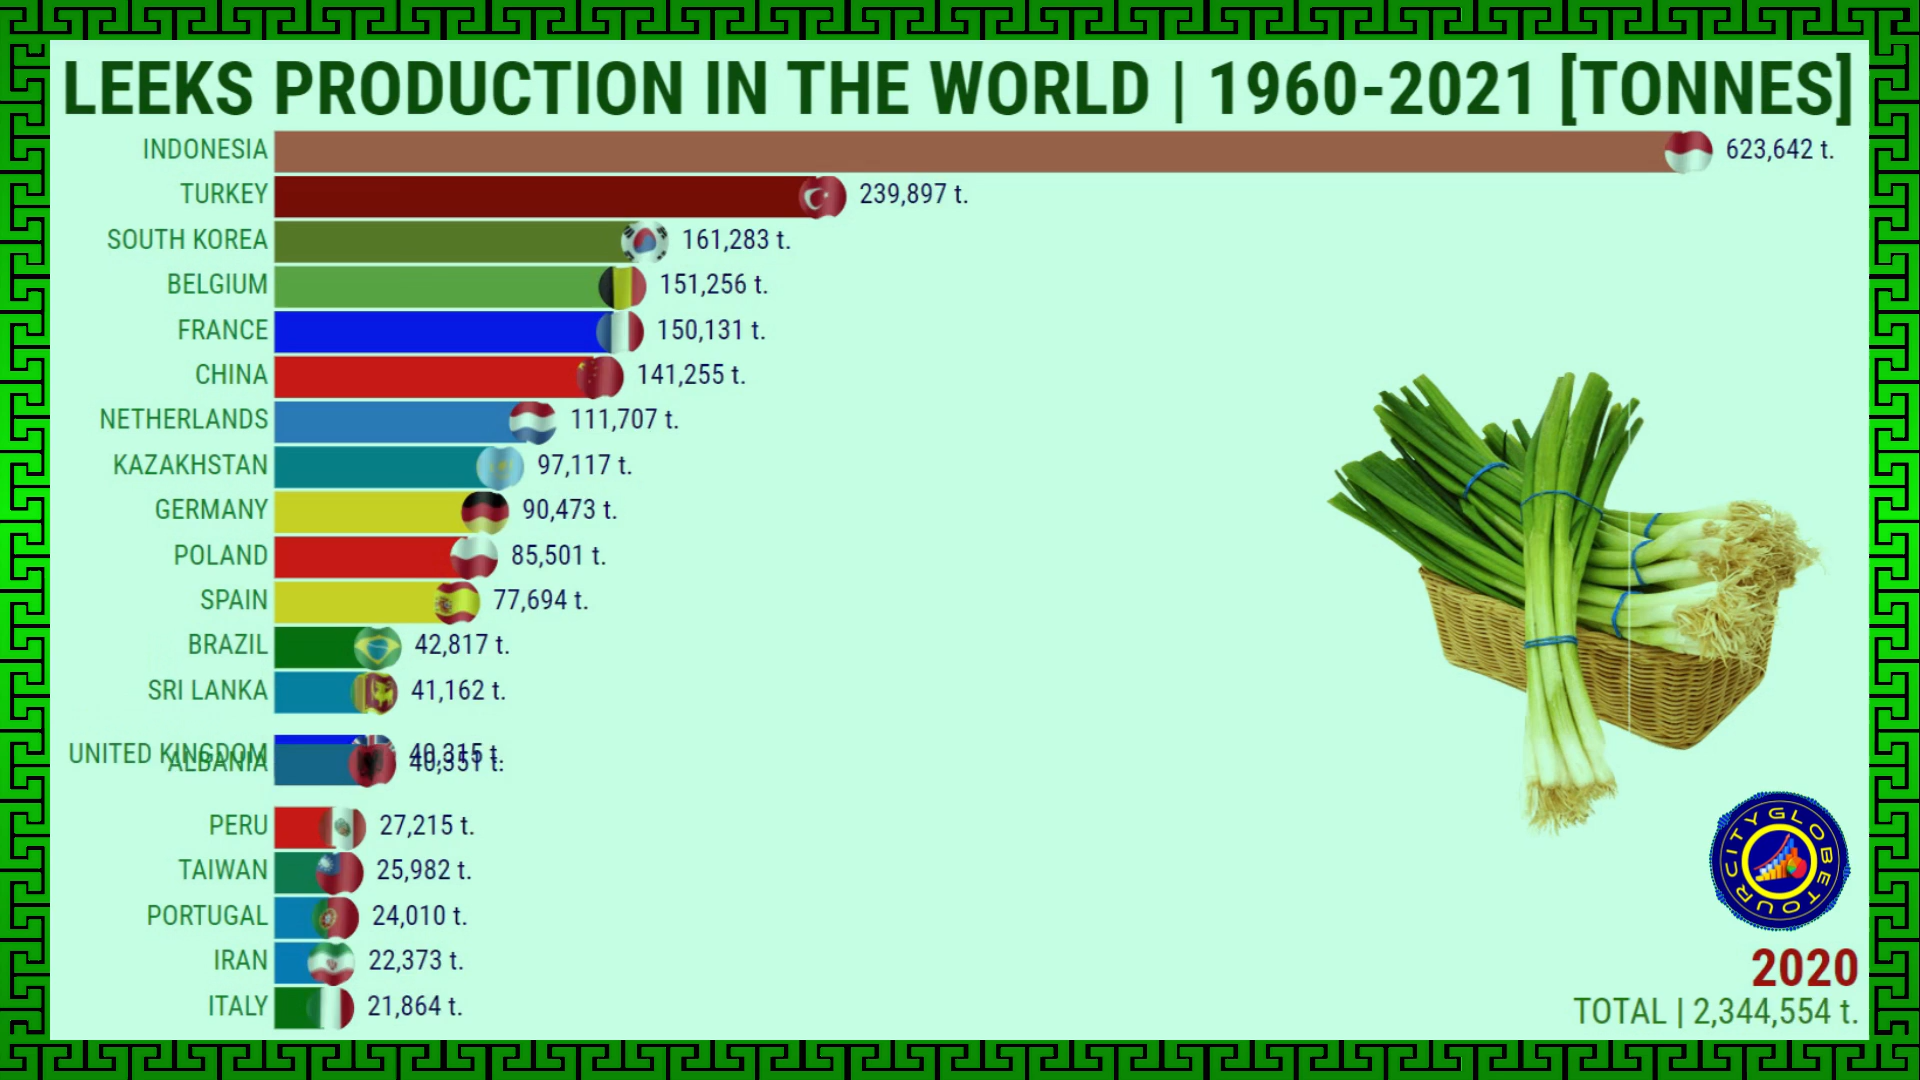 LEEKS PRODUCTION IN THE WORLD | 1960-2021 [TONNES]
INDONESIA 623,642 t.
TURKEY 239,897 t.
SOUTH KOREA 161,283 t.
BELGIUM 151,256 t.
FRANCE 150,131 t.
CHINA 141,255 t.
NETHERLANDS 111,707 t.
KAZAKHSTAN 97,117 t.
GERMANY 90,473 t.
POLAND 85,501 t.
SPAIN 77,694 t.
BRAZIL 42,817 t.
SRI LANKA 41,162 t.
UNITED KINGDOM
ALBANIA
PERU 27,215 t.
TAIWAN 25,982 t.
PORTUGAL 24,010 t.
IRAN 22,373 t.
ITALY 21,864 t.
CITYGLOBETOUR
2020
TOTAL | 2,344,554 t.